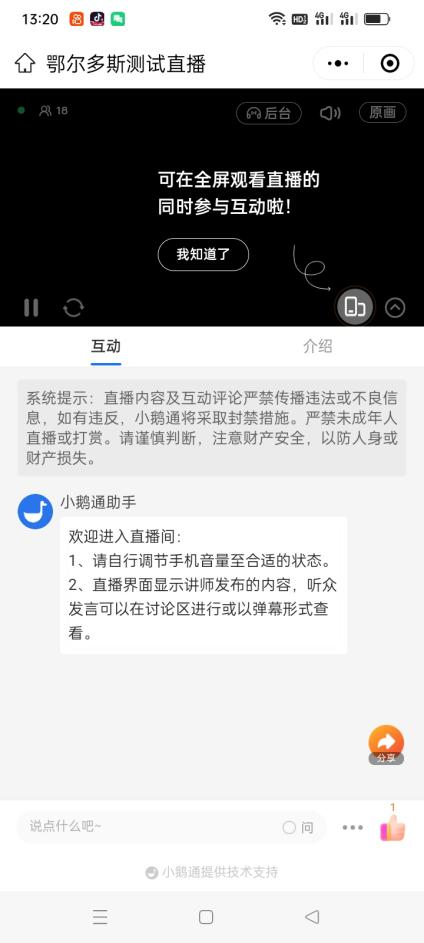 13:20
HD
4G
4G
鄂尔多斯测试直播
18
后台
原画
可在全屏观看直播的
同时参与互动啦！
我知道了
互动
介绍
系统提示：直播内容及互动评论严禁传播违法或不良信
息，如有违反，小鹅通将采取封禁措施。严禁未成年人
直播或打赏。请谨慎判断，注意财产安全，以防人身或
财产损失。
小鹅通助手
欢迎进入直播间：
1、请自行调节手机音量至合适的状态。
2、直播界面显示讲师发布的内容，听众
发言可以在讨论区进行或以弹幕形式查
看。
分享
1
说点什么吧~
问
小鹅通提供技术支持